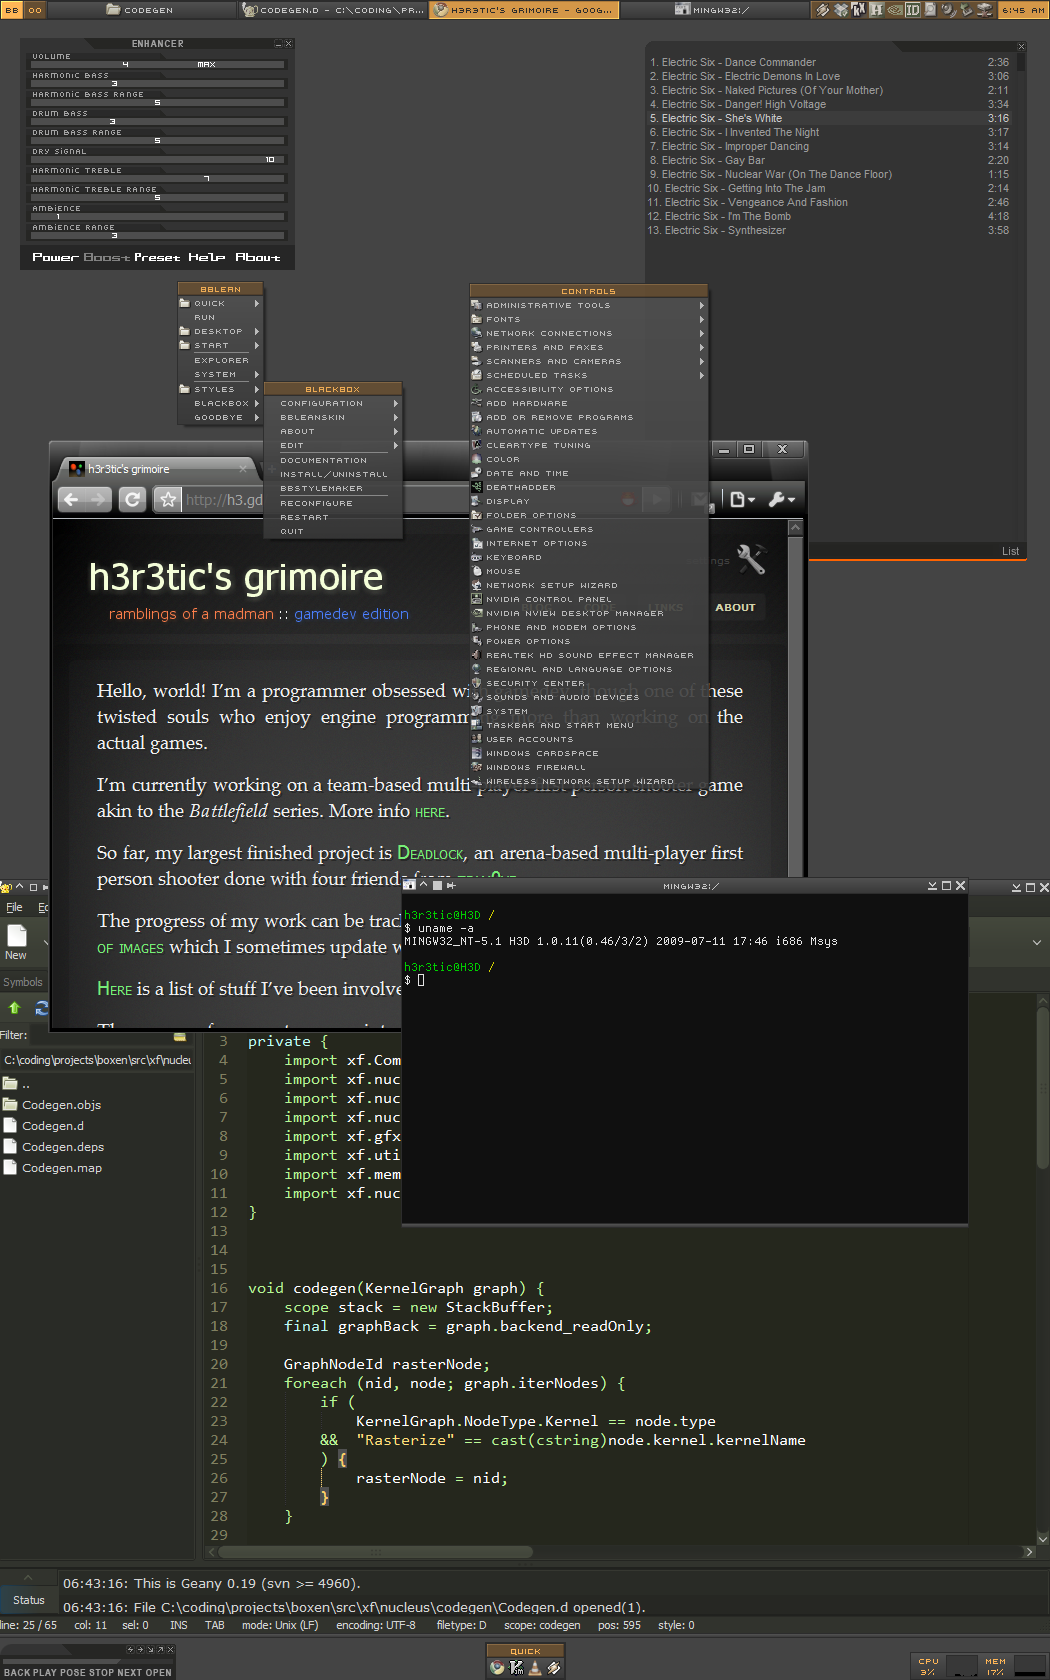 BB OO CODEGEN CODEGEN.D - C:\CODING\PR... H3R3TIC'S GRIMOIRE - GOOG... MINGW32:/ 6:45 AM
ENHANCER
VOLUME
4 MAX
HARMONIC BASS
3
HARMONIC BASS RANGE
5
DRUM BASS
3
DRUM BASS RANGE
5
DRY SIGNAL
10
HARMONIC TREBLE
7
HARMONIC TREBLE RANGE
5
AMBIENCE
1
AMBIENCE RANGE
3
Power Boost Preset Help About
1. Electric Six - Dance Commander 2:36
2. Electric Six - Electric Demons In Love 3:06
3. Electric Six - Naked Pictures (Of Your Mother) 2:11
4. Electric Six - Danger! High Voltage 3:34
5. Electric Six - She's White 3:16
6. Electric Six - I Invented The Night 3:17
7. Electric Six - Improper Dancing 3:14
8. Electric Six - Gay Bar 2:20
9. Electric Six - Nuclear War (On The Dance Floor) 1:15
10. Electric Six - Getting Into The Jam 2:14
11. Electric Six - Vengeance And Fashion 2:46
12. Electric Six - I'm The Bomb 4:18
13. Electric Six - Synthesizer 3:58
List
BBLEAN
QUICK
RUN
DESKTOP
START
EXPLORER
SYSTEM
STYLES
BLACKBOX
GOODBYE
BLACKBOX
CONFIGURATION
BBLEANSKIN
ABOUT
EDIT
DOCUMENTATION
INSTALL/UNINSTALL
BBSTYLEMAKER
RECONFIGURE
RESTART
QUIT
CONTROLS
ADMINISTRATIVE TOOLS
FONTS
NETWORK CONNECTIONS
PRINTERS AND FAXES
SCANNERS AND CAMERAS
SCHEDULED TASKS
ACCESSIBILITY OPTIONS
ADD HARDWARE
ADD OR REMOVE PROGRAMS
AUTOMATIC UPDATES
CLEARTYPE TUNING
COLOR
DATE AND TIME
DEATHADDER
DISPLAY
FOLDER OPTIONS
GAME CONTROLLERS
INTERNET OPTIONS
KEYBOARD
MOUSE
NETWORK SETUP WIZARD
NVIDIA CONTROL PANEL
NVIDIA NVIEW DESKTOP MANAGER
PHONE AND MODEM OPTIONS
POWER OPTIONS
REALTEK HD SOUND EFFECT MANAGER
REGIONAL AND LANGUAGE OPTIONS
SECURITY CENTER
SOUNDS AND AUDIO DEVICES
SYSTEM
TASKBAR AND START MENU
USER ACCOUNTS
WINDOWS CARDSPACE
WINDOWS FIREWALL
WIRELESS NETWORK SETUP WIZARD
h3r3tic's grimoire
http://h3.gd
h3r3tic's grimoire
ramblings of a madman :: gamedev edition
LINKS ABOUT
Hello, world! I'm a programmer obsessed with gamedev, though one of these
twisted souls who enjoy engine programming more than working on the
actual games.
I'm currently working on a team-based multi-player first person shooter game
akin to the Battlefield series. More info HERE.
So far, my largest finished project is DEADLOCK, an arena-based multi-player first
person shooter done with four friends from
The progress of my work can be trac
OF IMAGES which I sometimes update w
HERE is a list of stuff I've been involve
MINGW32:/
h3r3tic@H3D /
$ uname -a
MINGW32_NT-5.1 H3D 1.0.11(0.46/3/2) 2009-07-11 17:46 i686 Msys
h3r3tic@H3D /
$
File Ed
New
Symbols
Filter:
C:\coding\projects\boxen\src\xf\nucleu
..
Codegen.objs
Codegen.d
Codegen.deps
Codegen.map
3 private {
4 import xf.Com
5 import xf.nuc
6 import xf.nuc
7 import xf.nuc
8 import xf.gfx
9 import xf.uti
10 import xf.mem
11 import xf.nuc
12 }
13
14
15
16 void codegen(KernelGraph graph) {
17 scope stack = new StackBuffer;
18 final graphBack = graph.backend_readOnly;
19
20 GraphNodeId rasterNode;
21 foreach (nid, node; graph.iterNodes) {
22 if (
23 KernelGraph.NodeType.Kernel == node.type
24 && "Rasterize" == cast(cstring)node.kernel.kernelName
25 ) {
26 rasterNode = nid;
27 }
28 }
29
Status
06:43:16: This is Geany 0.19 (svn >= 4960).
06:43:16: File C:\coding\projects\boxen\src\xf\nucleus\codegen\Codegen.d opened(1).
line: 25 / 65 col: 11 sel: 0 INS TAB mode: Unix (LF) encoding: UTF-8 filetype: D scope: codegen pos: 595 style: 0
BACK PLAY POSE STOP NEXT OPEN
QUICK
CPU 3%
MEM 17%